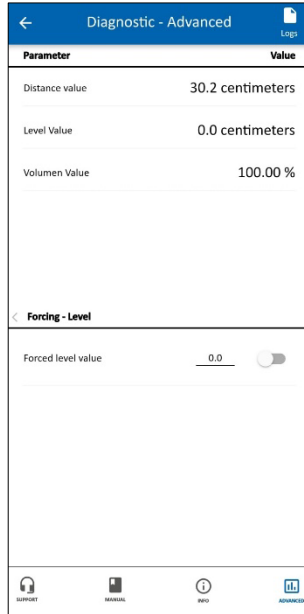 Diagnostic - Advanced
Logs
Parameter Value
Distance value 30.2 centimeters
Level Value 0.0 centimeters
Volumen Value 100.00 %
Forcing - Level
Forced level value 0.0
SUPPORT MANUAL INFO ADVANCED